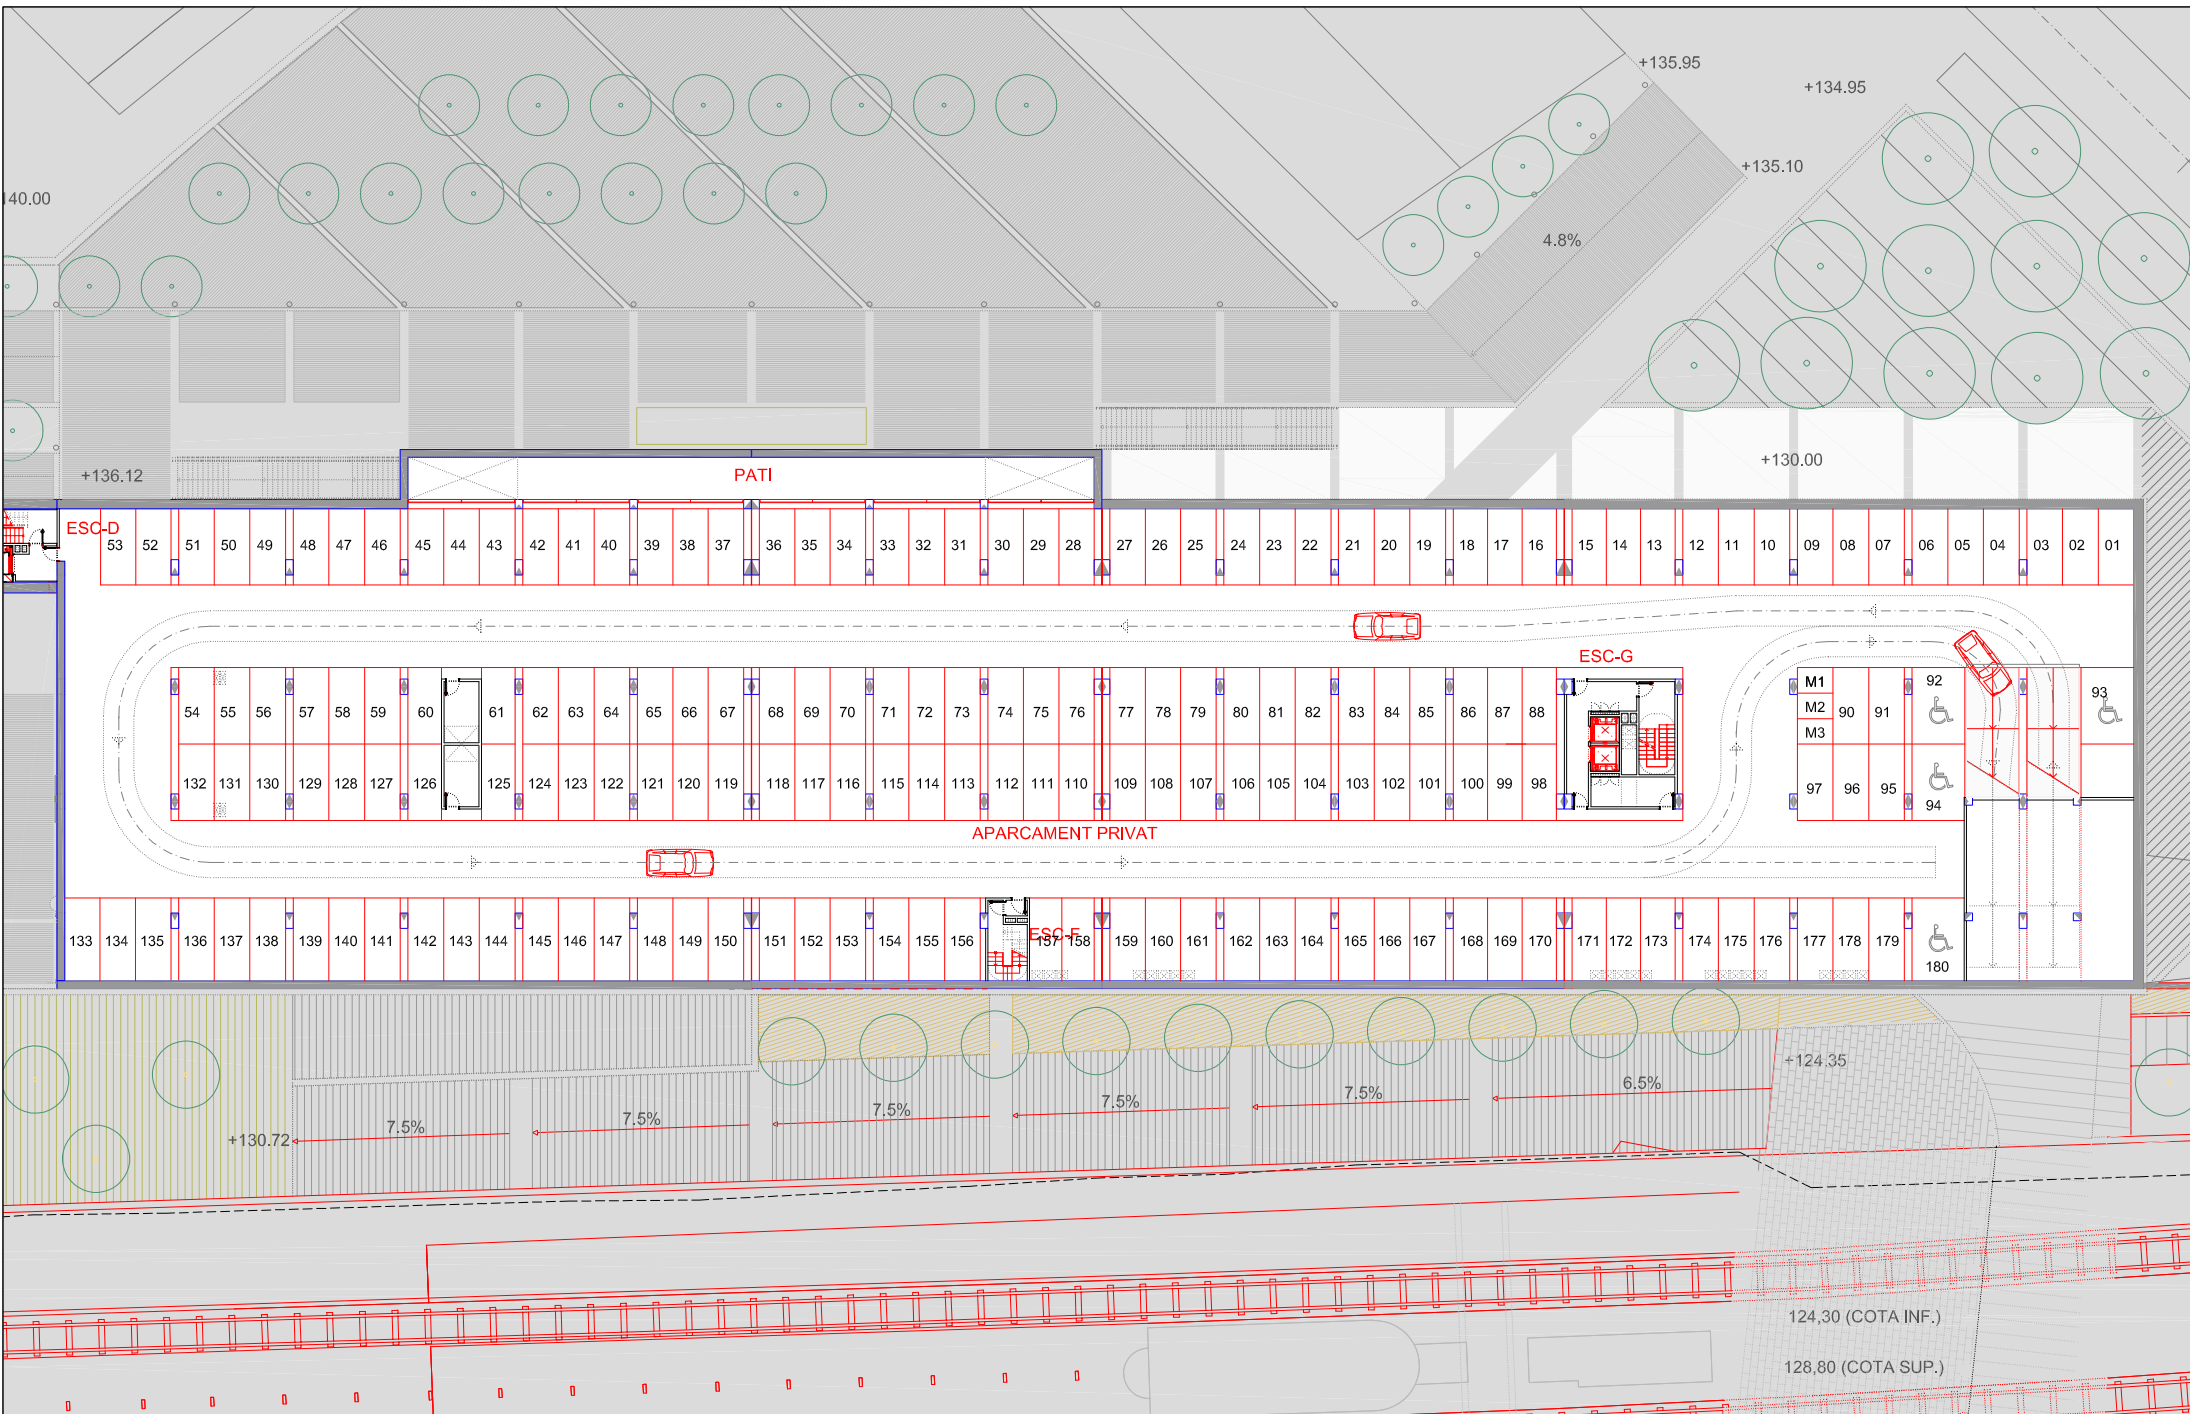 +135.95
+134.95
+135.10
140.00
4.8%
+130.00
+136.12
PATI
ESC-D
53 52 51 50 49 48 47 46 45 44 43 42 41 40 39 38 37 36 35 34 33 32 31 30 29 28 27 26 25 24 23 22 21 20 19 18 17 16 15 14 13 12 11 10 09 08 07 06 05 04 03 02 01
ESC-G
M1 92 93
M2
M3
54 55 56 57 58 59 60 61 62 63 64 65 66 67 68 69 70 71 72 73 74 75 76 77 78 79 80 81 82 83 84 85 86 87 88 90 91
132 131 130 129 128 127 126 125 124 123 122 121 120 119 118 117 116 115 114 113 112 111 110 109 108 107 106 105 104 103 102 101 100 99 98 97 96 95
94
APARCAMENT PRIVAT
ESC-F
133 134 135 136 137 138 139 140 141 142 143 144 145 146 147 148 149 150 151 152 153 154 155 156 157 158 159 160 161 162 163 164 165 166 167 168 169 170 171 172 173 174 175 176 177 178 179
180
+124.35
6.5%
7.5%
7.5%
7.5%
7.5%
7.5%
+130.72
124,30 (COTA INF.)
128,80 (COTA SUP.)